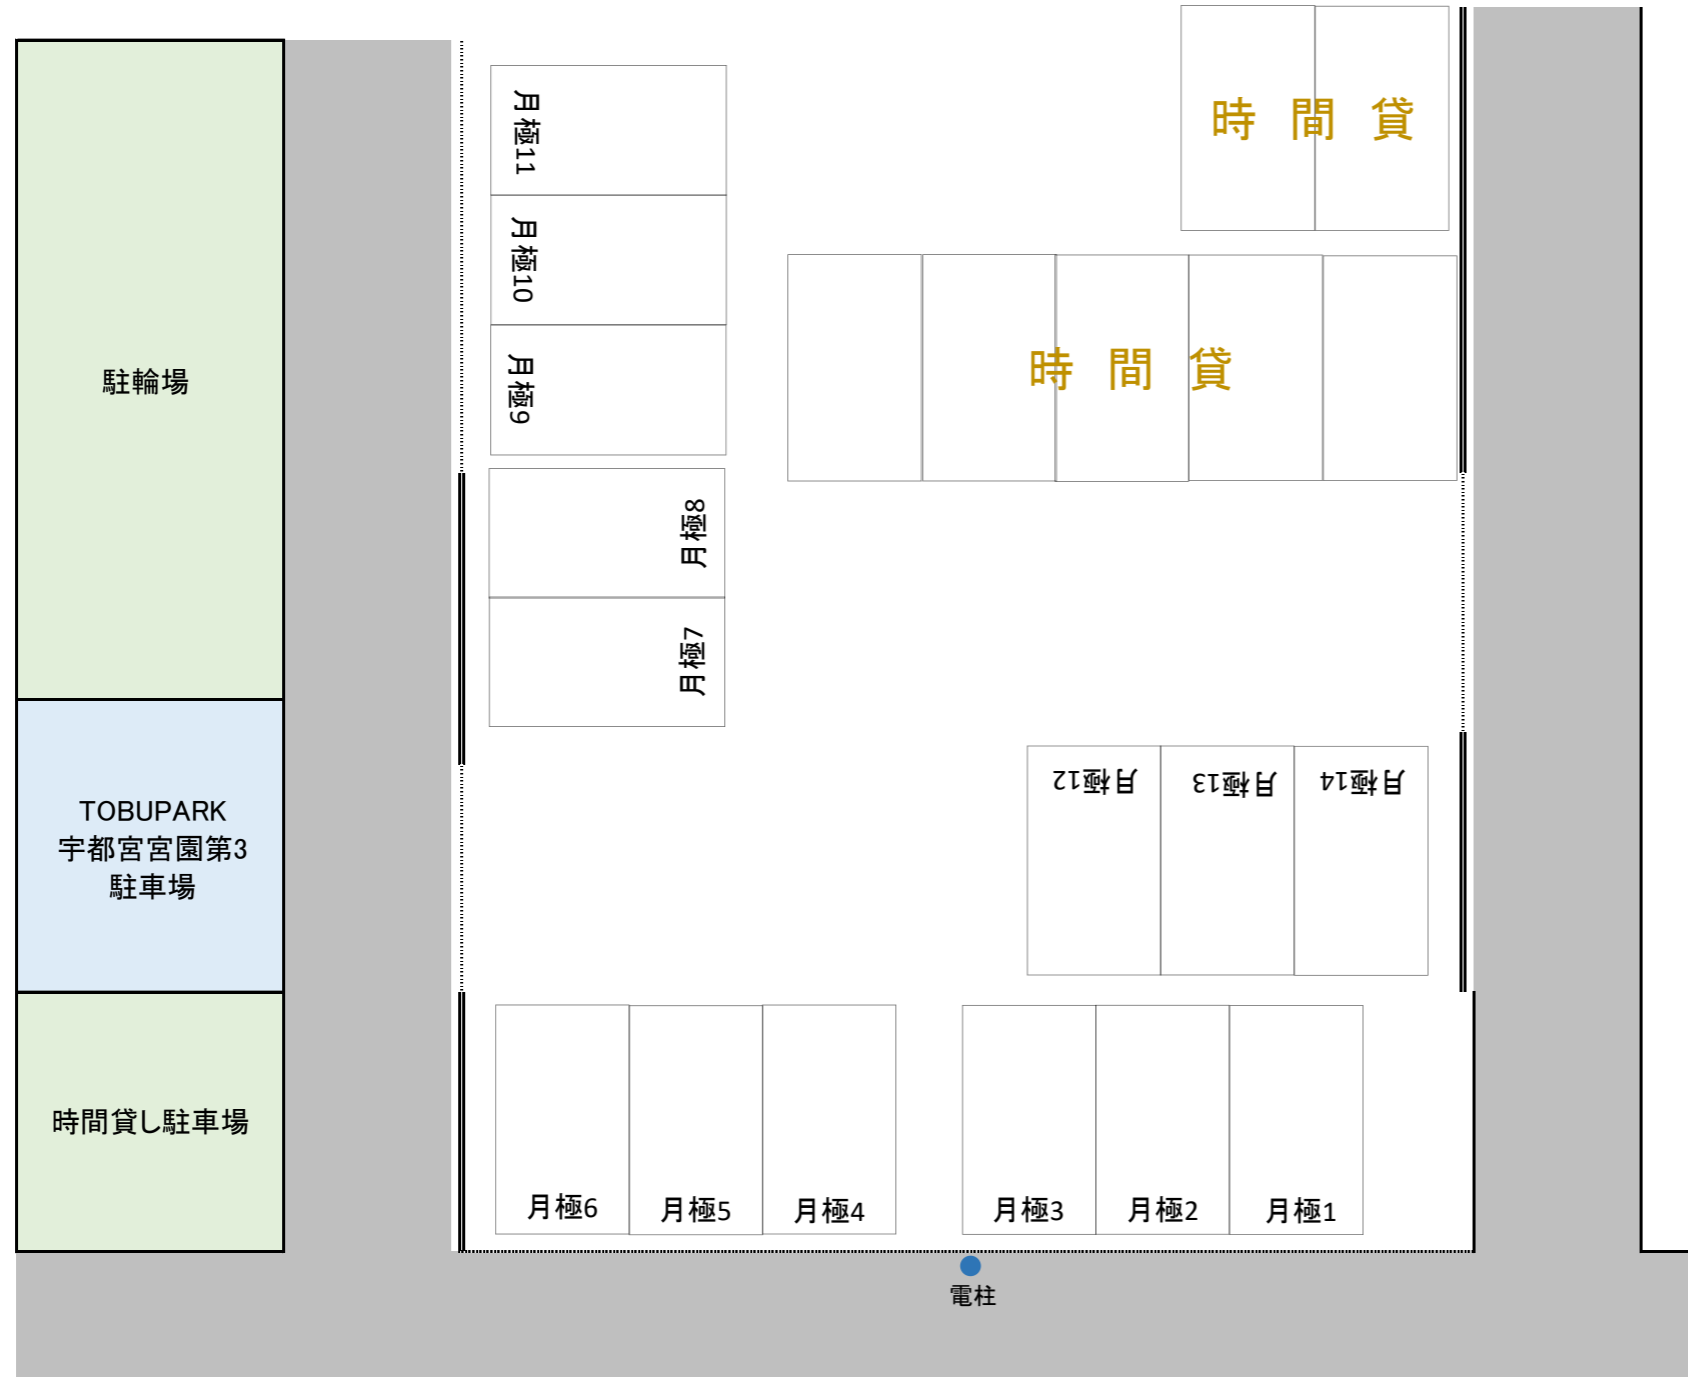 時間貸
月極11
月極10
月極9
時間貸
駐輪場
月極8
月極7
月極12
月極13
月極14
TOBUPARK
宇都宮宮園第3
駐車場
時間貸し駐車場
月極6
月極5
月極4
月極3
月極2
月極1
電柱